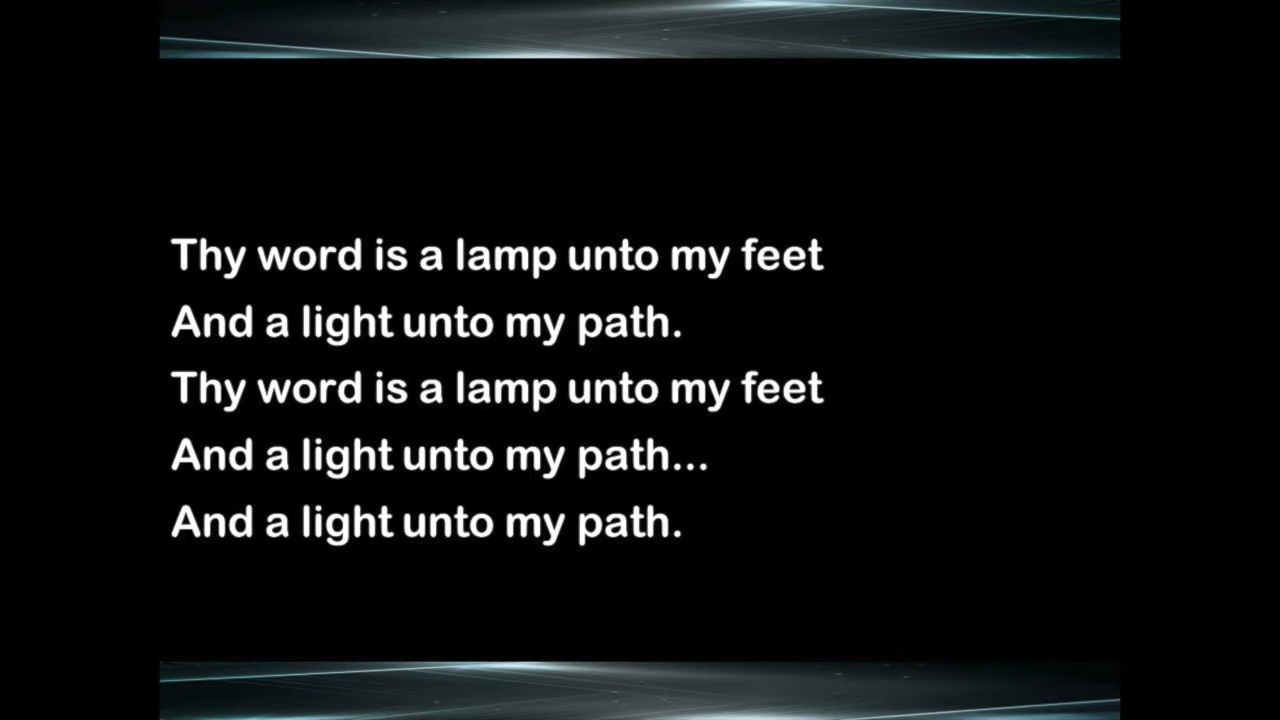 Thy word is a lamp unto my feet
And a light unto my path.
Thy word is a lamp unto my feet
And a light unto my path...
And a light unto my path.